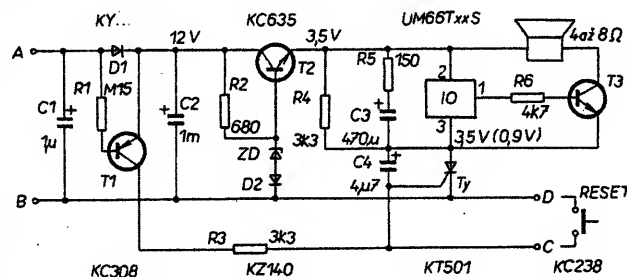 KY... KC635 UM66TxxS
A 12V 3,5V 4až8Ω
D1 T2 R5 150 2 1 R6 T3
R1 M15 R2 R4 IO 4k7
C1 C2 C3 3
1µ 1m 680 3k3 470µ 3,5V(0,9V)
ZD C4
T1 D2 4µ7 Ty
B D RESET
R3 3k3 C
KC308 KZ140 KT501 KC238